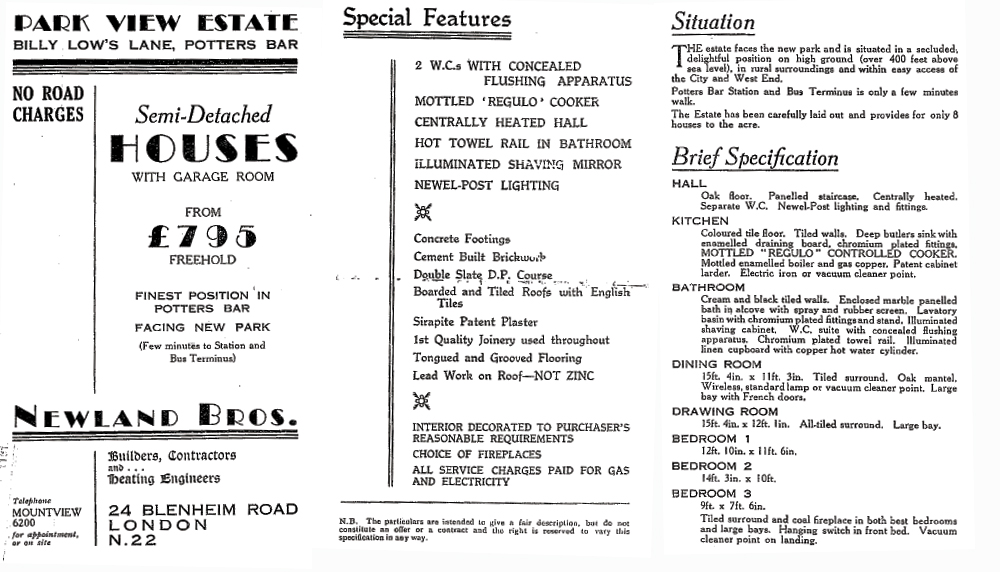 PARK VIEW ESTATE
BILLY LOW'S LANE, POTTERS BAR
NO ROAD
CHARGES
Semi-Detached
HOUSES
WITH GARAGE ROOM
FROM
£795
FREEHOLD
FINEST POSITION IN
POTTERS BAR
FACING NEW PARK
(Few minutes to Station and
Bus Terminus)
NEWLAND BROS.
Builders, Contractors
and . . .
Heating Engineers
Telephone
MOUNTVIEW
6200
for appointment,
or on site
24 BLENHEIM ROAD
LONDON
N.22
Special Features
2 W.C.s WITH CONCEALED
FLUSHING APPARATUS
MOTTLED 'REGULO' COOKER
CENTRALLY HEATED HALL
HOT TOWEL RAIL IN BATHROOM
ILLUMINATED SHAVING MIRROR
NEWEL-POST LIGHTING
Concrete Footings
Cement Built Brickwork
Double Slate D.P. Course
Boarded and Tiled Roofs with English
Tiles
Sirapite Patent Plaster
1st Quality Joinery used throughout
Tongued and Grooved Flooring
Lead Work on Roof—NOT ZINC
INTERIOR DECORATED TO PURCHASER'S
REASONABLE REQUIREMENTS
CHOICE OF FIREPLACES
ALL SERVICE CHARGES PAID FOR GAS
AND ELECTRICITY
N.B. The particulars are intended to give a fair description, but do not
constitute an offer or a contract and the right is reserved to vary this
specification in any way.
Situation
THE estate faces the new park and is situated in a secluded,
delightful position on high ground (over 400 feet above
sea level), in rural surroundings and within easy access of
the City and West End.
Potters Bar Station and Bus Terminus is only a few minutes
walk.
The Estate has been carefully laid out and provides for only 8
houses to the acre.
Brief Specification
HALL
Oak floor. Panelled staircase. Centrally heated.
Separate W.C. Newel-Post lighting and fittings.
KITCHEN
Coloured tile floor. Tiled walls. Deep butlers sink with
enamelled draining board, chromium plated fittings.
MOTTLED "REGULO" CONTROLLED COOKER.
Mottled enamelled boiler and gas copper. Patent cabinet
larder. Electric iron or vacuum cleaner point.
BATHROOM
Cream and black tiled walls. Enclosed marble panelled
bath in alcove with spray and rubber screen. Lavatory
basin with chromium plated fittings and stand. Illuminated
shaving cabinet. W.C. suite with concealed flushing
apparatus. Chromium plated towel rail. Illuminated
linen cupboard with copper hot water cylinder.
DINING ROOM
15ft. 4in. x 11ft. 3in. Tiled surround. Oak mantel.
Wireless, standard lamp or vacuum cleaner point. Large
bay with French doors.
DRAWING ROOM
15ft. 4in. x 12ft. 1in. All-tiled surround. Large bay.
BEDROOM 1
12ft. 10in. x 11ft. 6in.
BEDROOM 2
14ft. 3in. x 10ft.
BEDROOM 3
9ft. x 7ft. 6in.
Tiled surround and coal fireplace in both best bedrooms
and large bays. Hanging switch in front bed. Vacuum
cleaner point on landing.